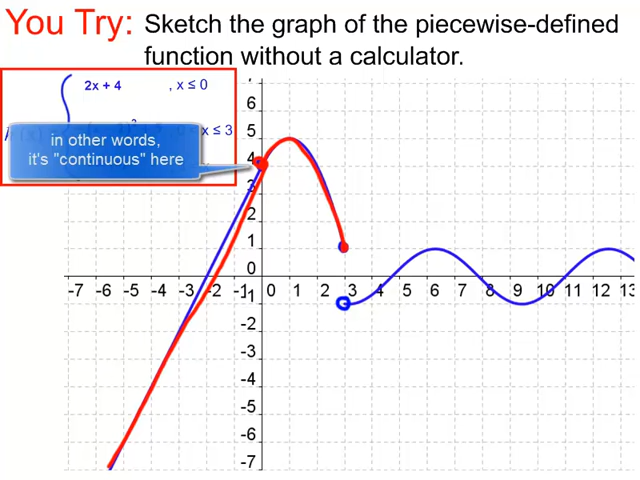 You Try: Sketch the graph of the piecewise-defined
function without a calculator.
2x + 4 , x ≤ 0
x ≤ 3
in other words,
it's "continuous" here
7
6
5
4
3
2
1
0
-1
-2
-3
-4
-5
-6
-7
-7 -6 -5 -4 -3 -2 -1 0 1 2 3 4 5 6 7 8 9 10 11 12 13